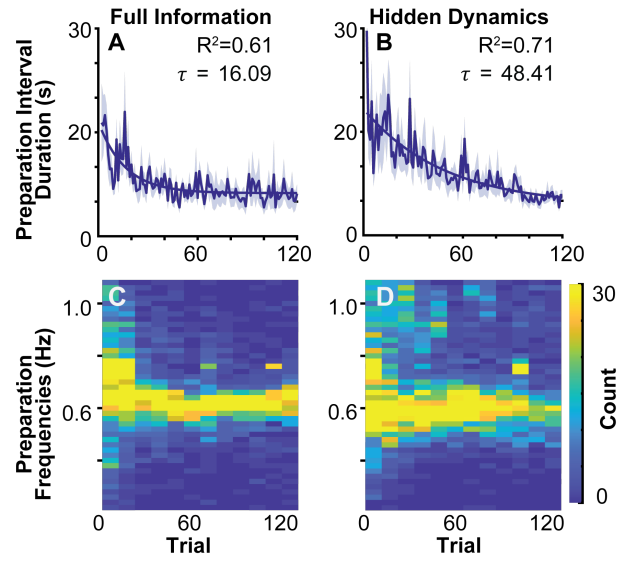 Full Information
Hidden Dynamics
Preparation Interval
Duration (s)
30
20
0
A
R²=0.61
τ = 16.09
0
60
120
30
20
0
B
R²=0.71
τ = 48.41
0
60
120
Preparation
Frequencies (Hz)
1.0
0.6
C
0
60
120
Trial
1.0
0.6
D
0
60
120
Trial
30
0
Count